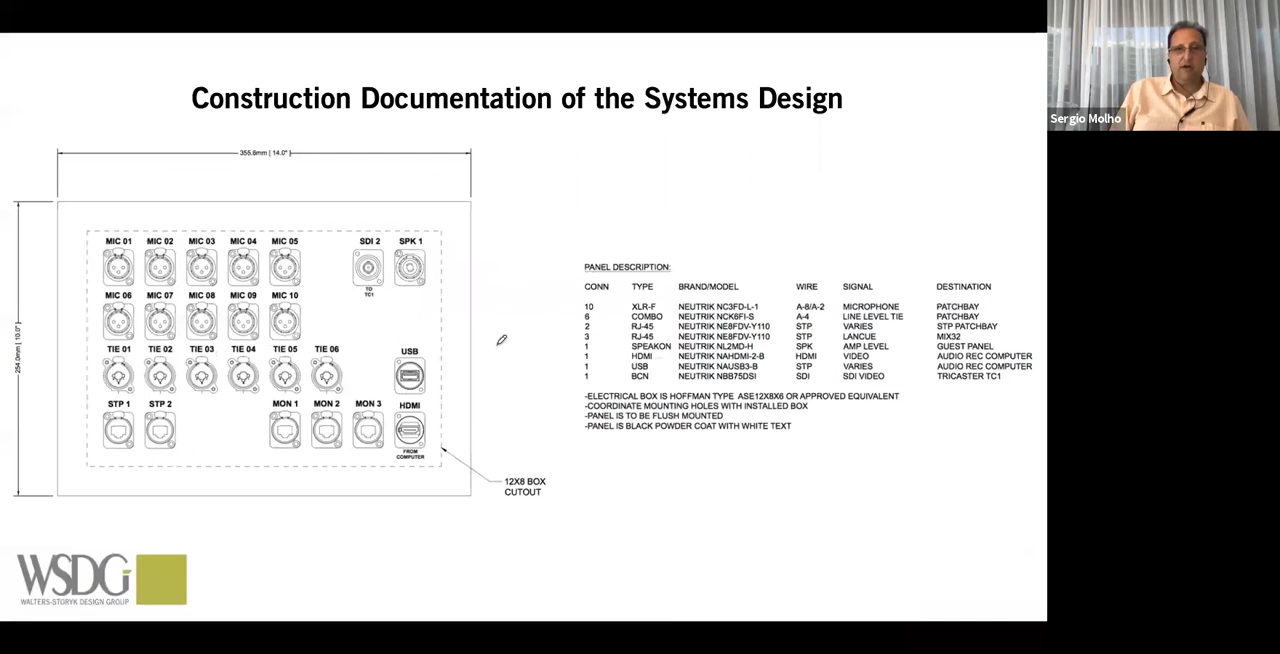 Construction Documentation of the Systems Design
Sergio Molho
355.6mm | 14.0"
254.0mm | 10.0"
MIC 01 MIC 02 MIC 03 MIC 04 MIC 05 SDI 2 SPK 1
TO
TC1
MIC 06 MIC 07 MIC 08 MIC 09 MIC 10
TIE 01 TIE 02 TIE 03 TIE 04 TIE 05 TIE 06 USB
STP 1 STP 2 MON 1 MON 2 MON 3 HDMI
FROM
COMPUTER
12X8 BOX
CUTOUT
PANEL DESCRIPTION:
CONN TYPE BRAND/MODEL WIRE SIGNAL DESTINATION
10 XLR-F NEUTRIK NC3FD-L-1 A-8/A-2 MICROPHONE PATCHBAY
6 COMBO NEUTRIK NCK6FI-S A-4 LINE LEVEL TIE PATCHBAY
2 RJ-45 NEUTRIK NE8FDV-Y110 STP VARIES STP PATCHBAY
3 RJ-45 NEUTRIK NE8FDV-Y110 STP LANCUE MIX32
1 SPEAKON NEUTRIK NL2MD-H SPK AMP LEVEL GUEST PANEL
1 HDMI NEUTRIK NAHDMI-2-B HDMI VIDEO AUDIO REC COMPUTER
1 USB NEUTRIK NAUSB3-B STP VARIES AUDIO REC COMPUTER
1 BCN NEUTRIK NBB75DSI SDI SDI VIDEO TRICASTER TC1
-ELECTRICAL BOX IS HOFFMAN TYPE ASE12X8X6 OR APPROVED EQUIVALENT
-COORDINATE MOUNTING HOLES WITH INSTALLED BOX
-PANEL IS TO BE FLUSH MOUNTED
-PANEL IS BLACK POWDER COAT WITH WHITE TEXT
WSDG
WALTERS-STORYK DESIGN GROUP